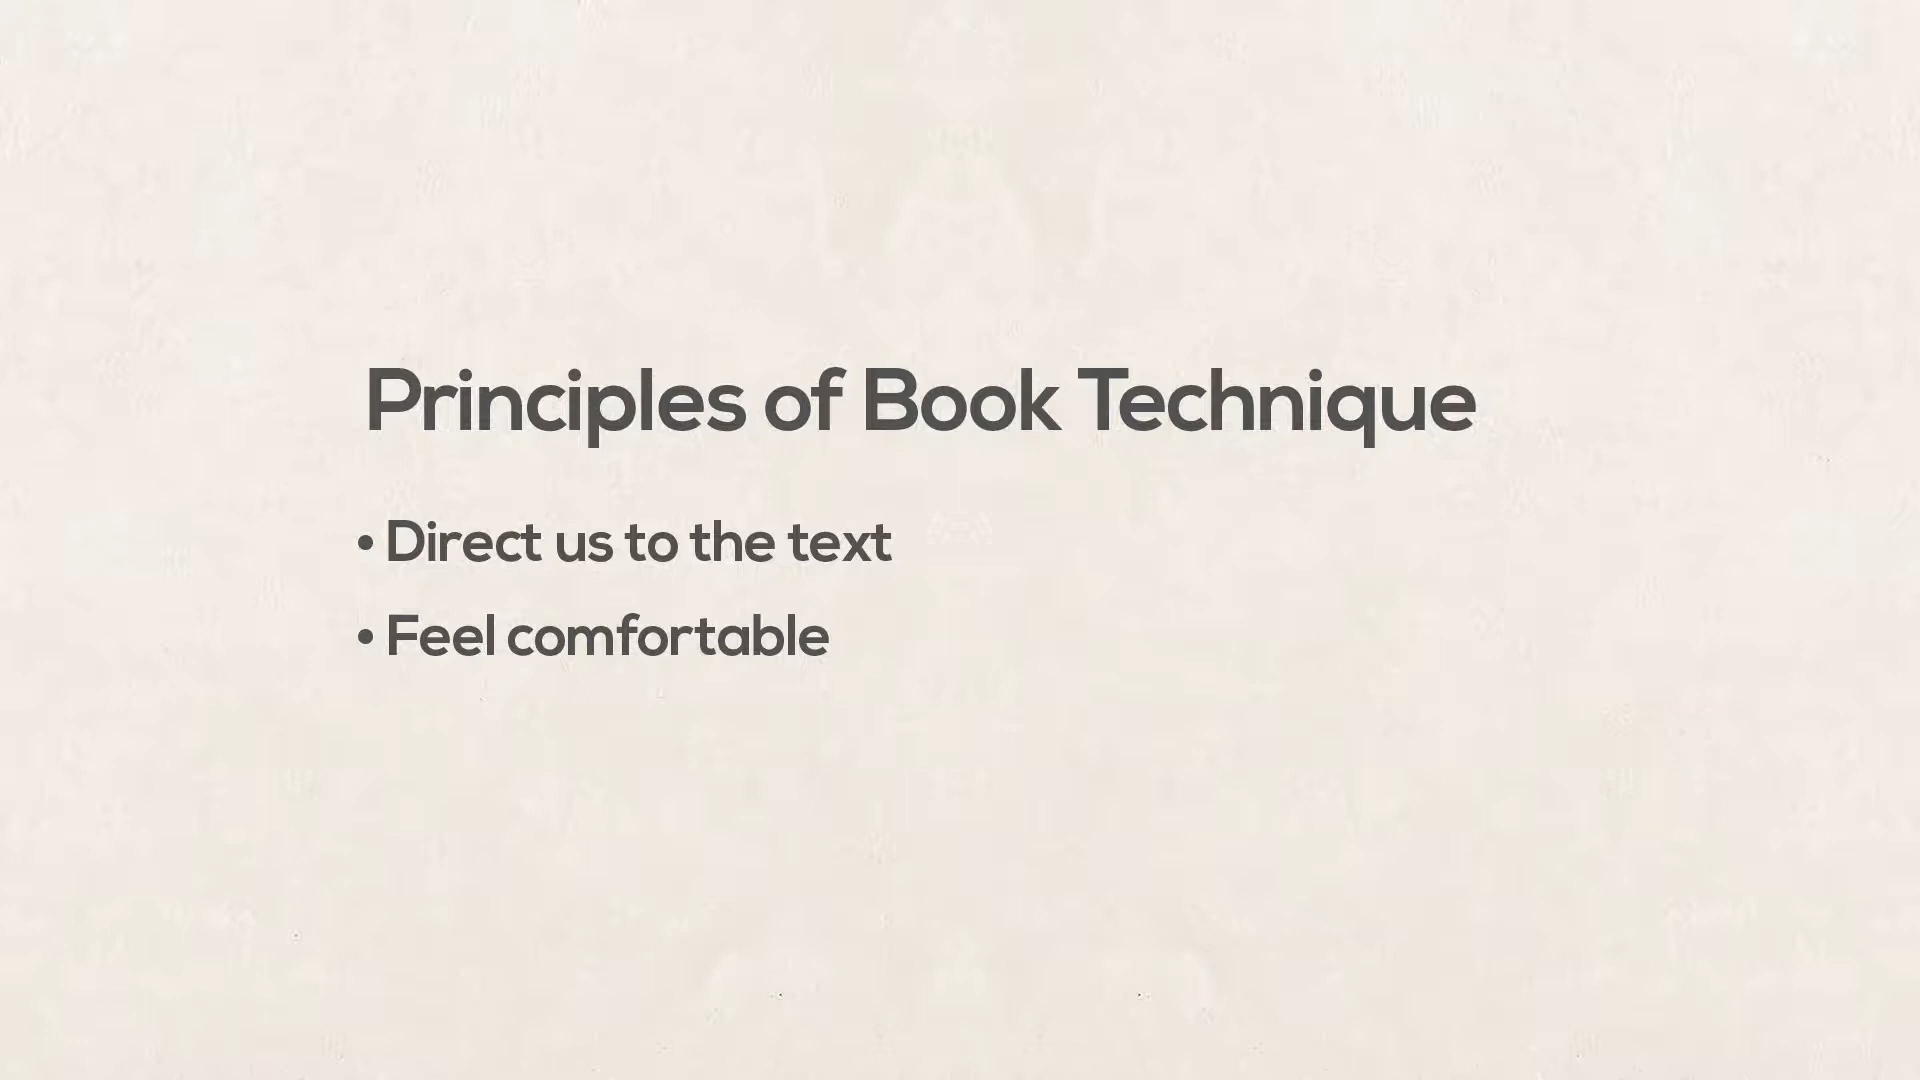 Principles of Book Technique
• Direct us to the text
• Feel comfortable